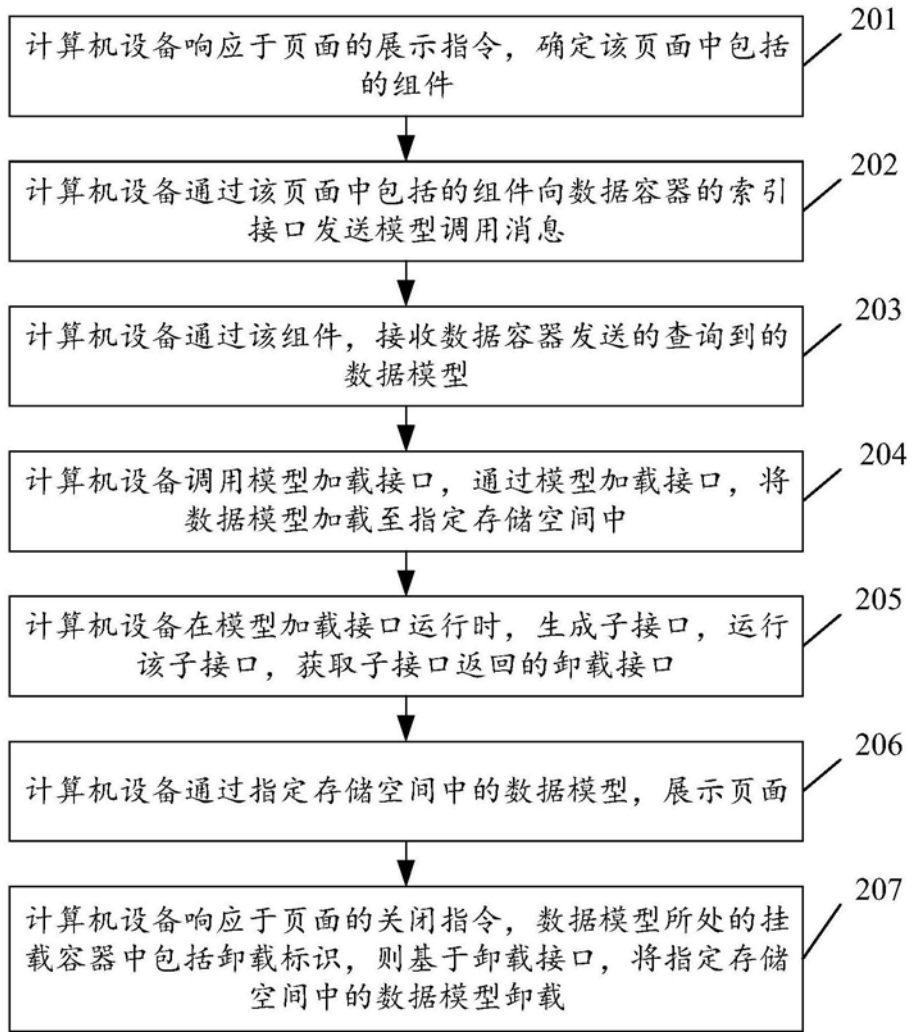 计算机设备响应于页面的展示指令，确定该页面中包括
的组件
201
计算机设备通过该页面中包括的组件向数据容器的索引
接口发送模型调用消息
202
计算机设备通过该组件，接收数据容器发送的查询到的
数据模型
203
计算机设备调用模型加载接口，通过模型加载接口，将
数据模型加载至指定存储空间中
204
计算机设备在模型加载接口运行时，生成子接口，运行
该子接口，获取子接口返回的卸载接口
205
计算机设备通过指定存储空间中的数据模型，展示页面
206
计算机设备响应于页面的关闭指令，数据模型所处的挂
载容器中包括卸载标识，则基于卸载接口，将指定存储
空间中的数据模型卸载
207